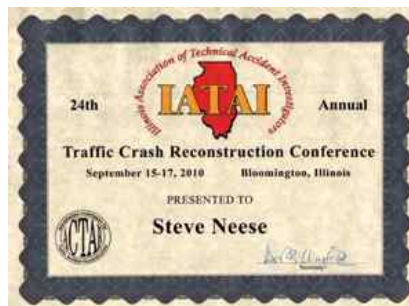 Illinois Association of Technical Accident Investigators
IATAI
24th
Annual
Traffic Crash Reconstruction Conference
September 15-17, 2010 Bloomington, Illinois
PRESENTED TO
Steve Neese
ACTAR